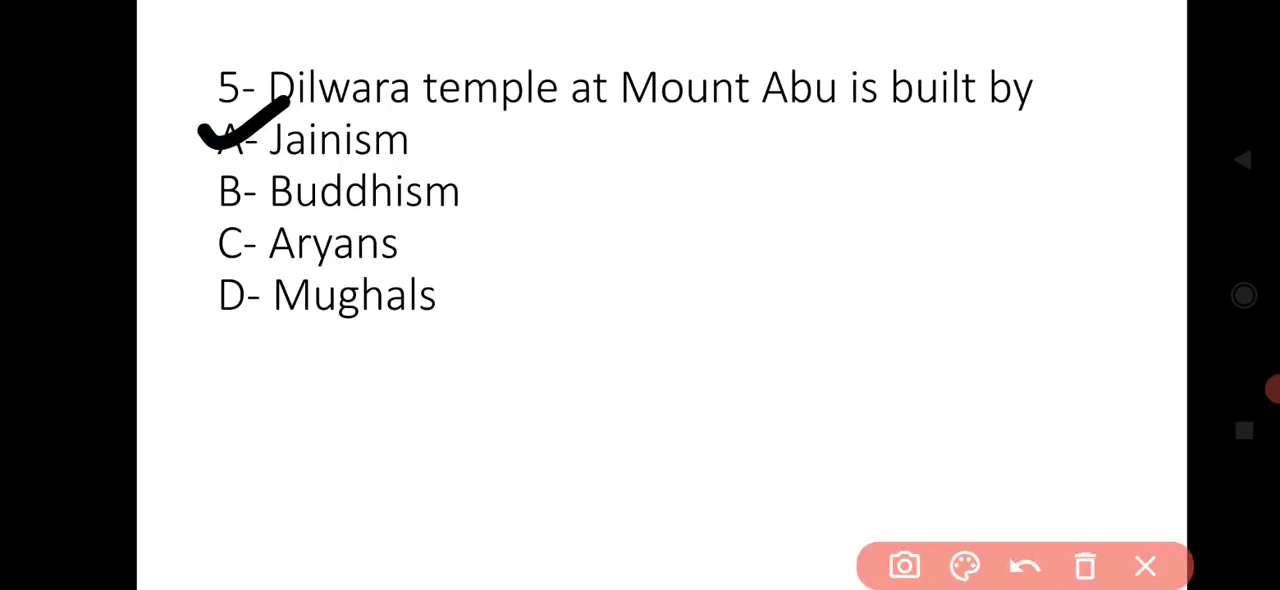 5- Dilwara temple at Mount Abu is built by
A- Jainism
B- Buddhism
C- Aryans
D- Mughals